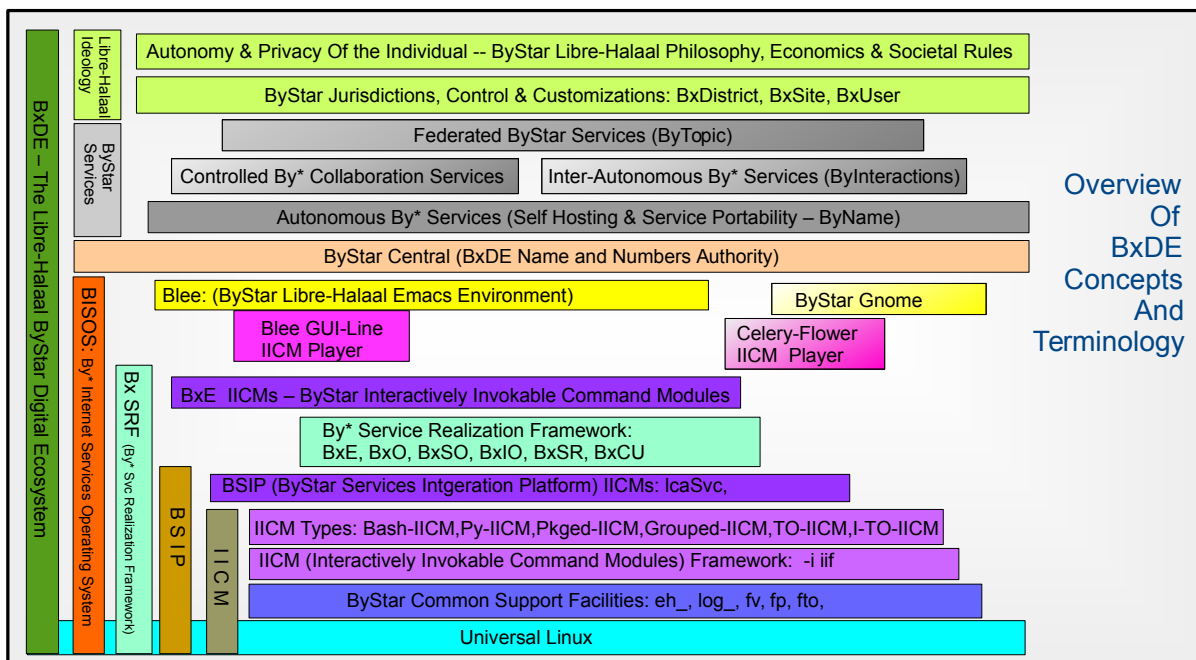 BxDE – The Libre-Halaal ByStar Digital Ecosystem
Libre-Halaal
Ideology
Autonomy & Privacy Of the Individual -- ByStar Libre-Halaal Philosophy, Economics & Societal Rules
ByStar Jurisdictions, Control & Customizations: BxDistrict, BxSite, BxUser
ByStar
Services
Federated ByStar Services (ByTopic)
Controlled By* Collaboration Services
Inter-Autonomous By* Services (ByInteractions)
Autonomous By* Services (Self Hosting & Service Portability – ByName)
ByStar Central (BxDE Name and Numbers Authority)
BISOS: By* Internet Services Operating System
Blee: (ByStar Libre-Halaal Emacs Environment)
ByStar Gnome
Blee GUI-Line
IICM Player
Celery-Flower
IICM Player
Bx SRF (By* Svc Realization Framework)
BxE IICMs – ByStar Interactively Invokable Command Modules
By* Service Realization Framework:
BxE, BxO, BxSO, BxIO, BxSR, BxCU
BSIP
BSIP (ByStar Services Intgeration Platform) IICMs: IcaSvc,
IICM
IICM Types: Bash-IICM,Py-IICM,Pkged-IICM,Grouped-IICM,TO-IICM,I-TO-IICM
IICM (Interactively Invokable Command Modules) Framework: -i iif
ByStar Common Support Facilities: eh_, log_, fv, fp, fto,
Universal Linux
Overview
Of
BxDE
Concepts
And
Terminology